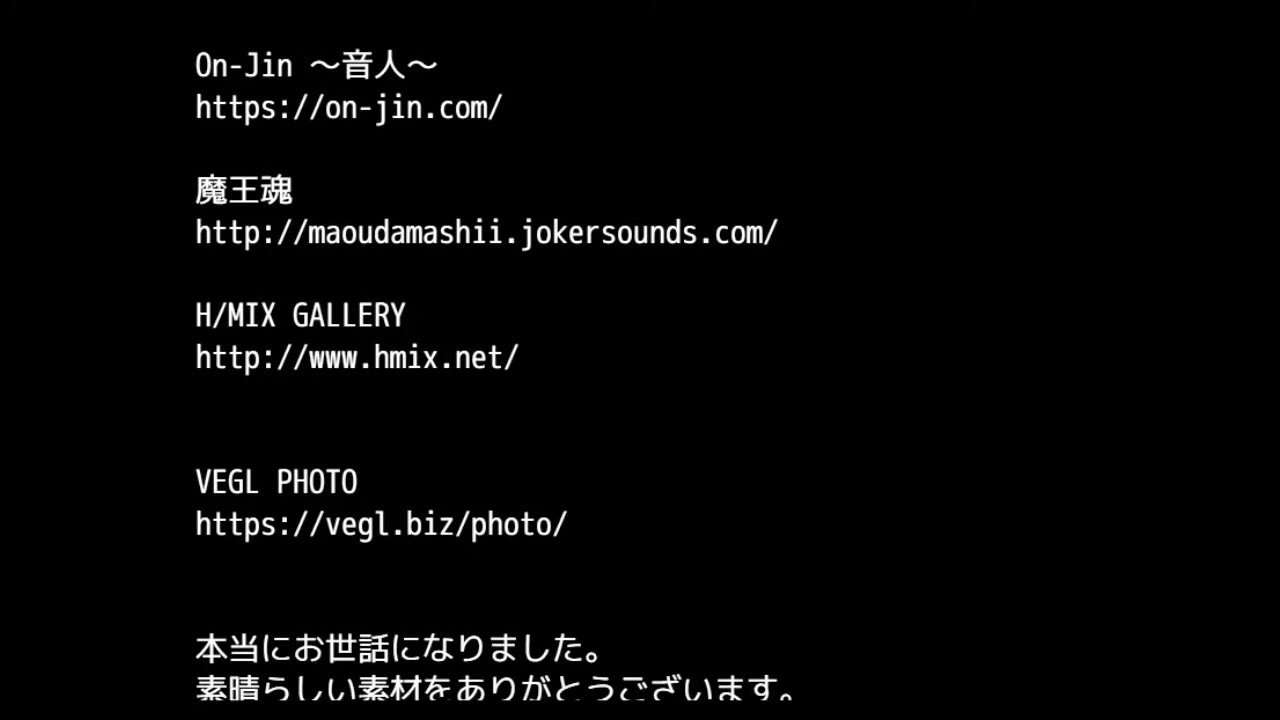 On-Jin ～音人～
https://on-jin.com/
魔王魂
http://maoudamashii.jokersounds.com/
H/MIX GALLERY
http://www.hmix.net/
VEGL PHOTO
https://vegl.biz/photo/
本当にお世話になりました。
素晴らしい素材をありがとうございます。